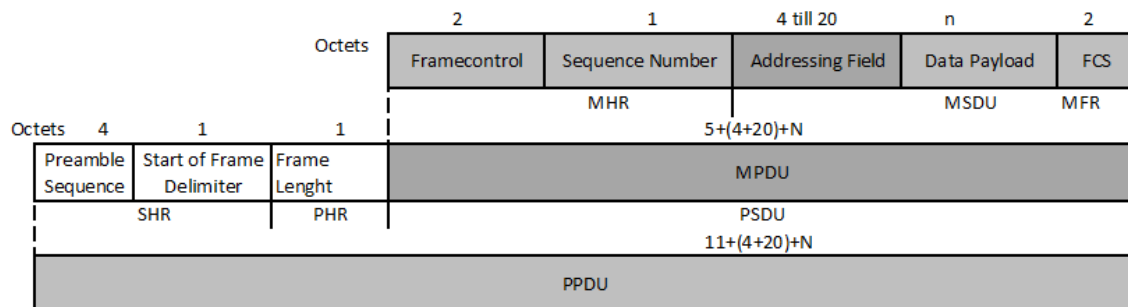 2 1 4 till 20 n 2
Octets
Framecontrol Sequence Number Addressing Field Data Payload FCS
MHR MSDU MFR
Octets 4 1 1 5+(4+20)+N
Preamble Start of Frame Frame
Sequence Delimiter Lenght
MPDU
SHR PHR PSDU
11+(4+20)+N
PPDU